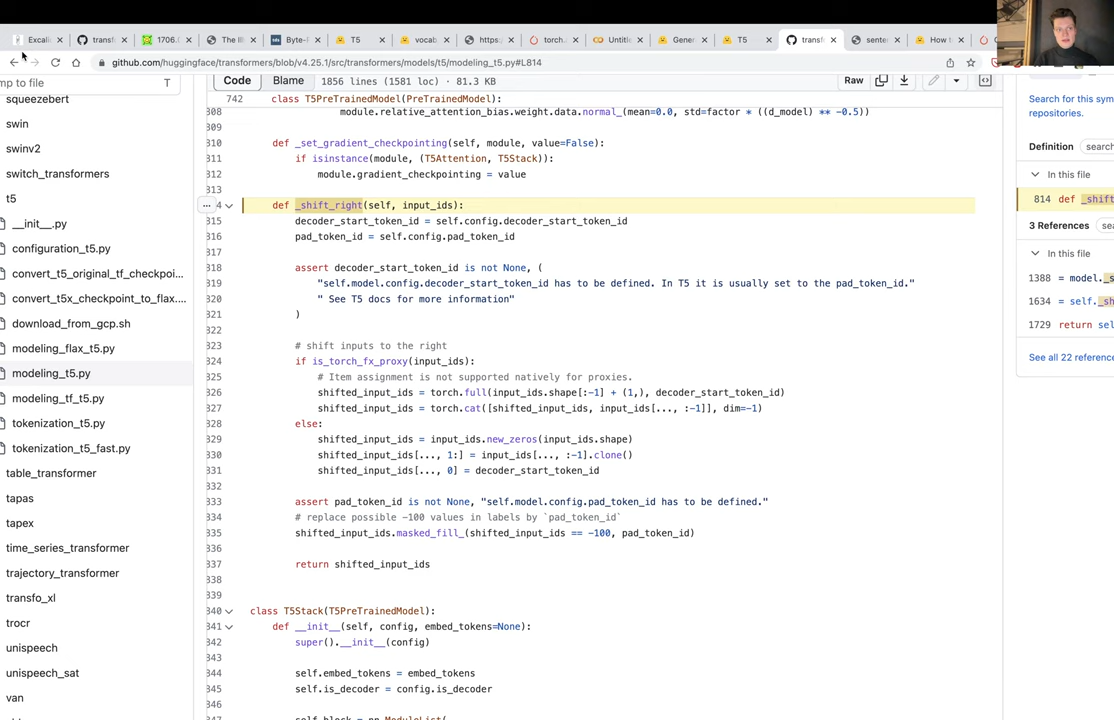 Excali
transf
1706.0
The Ill
Byte-P
T5
vocab
https:
torch.
Untitle
Gener
T5
transf
sente
How t
github.com/huggingface/transformers/blob/v4.25.1/src/transformers/models/t5/modeling_t5.py#L814
mp to file
T
squeezebert
swin
swinv2
switch_transformers
t5
__init__.py
configuration_t5.py
convert_t5_original_tf_checkpoi...
convert_t5x_checkpoint_to_flax....
download_from_gcp.sh
modeling_flax_t5.py
modeling_t5.py
modeling_tf_t5.py
tokenization_t5.py
tokenization_t5_fast.py
table_transformer
tapas
tapex
time_series_transformer
trajectory_transformer
transfo_xl
trocr
unispeech
unispeech_sat
van
Code Blame 1856 lines (1581 loc) · 81.3 KB
Raw
742 class T5PreTrainedModel(PreTrainedModel):
308 module.relative_attention_bias.weight.data.normal_(mean=0.0, std=factor * ((d_model) ** -0.5))
309
310 def _set_gradient_checkpointing(self, module, value=False):
311 if isinstance(module, (T5Attention, T5Stack)):
312 module.gradient_checkpointing = value
313
... 4 def _shift_right(self, input_ids):
315 decoder_start_token_id = self.config.decoder_start_token_id
316 pad_token_id = self.config.pad_token_id
317
318 assert decoder_start_token_id is not None, (
319 "self.model.config.decoder_start_token_id has to be defined. In T5 it is usually set to the pad_token_id."
320 " See T5 docs for more information"
321 )
322
323 # shift inputs to the right
324 if is_torch_fx_proxy(input_ids):
325 # Item assignment is not supported natively for proxies.
326 shifted_input_ids = torch.full(input_ids.shape[:-1] + (1,), decoder_start_token_id)
327 shifted_input_ids = torch.cat([shifted_input_ids, input_ids[..., :-1]], dim=-1)
328 else:
329 shifted_input_ids = input_ids.new_zeros(input_ids.shape)
330 shifted_input_ids[..., 1:] = input_ids[..., :-1].clone()
331 shifted_input_ids[..., 0] = decoder_start_token_id
332
333 assert pad_token_id is not None, "self.model.config.pad_token_id has to be defined."
334 # replace possible -100 values in labels by `pad_token_id`
335 shifted_input_ids.masked_fill_(shifted_input_ids == -100, pad_token_id)
336
337 return shifted_input_ids
338
339
340 class T5Stack(T5PreTrainedModel):
341 def __init__(self, config, embed_tokens=None):
342 super().__init__(config)
343
344 self.embed_tokens = embed_tokens
345 self.is_decoder = config.is_decoder
346
347 self.block = nn.ModuleList(
Search for this sym
repositories.
Definition search
In this file
814 def _shift
3 References sea
In this file
1388 = model._s
1634 = self._sh
1729 return sel
See all 22 reference